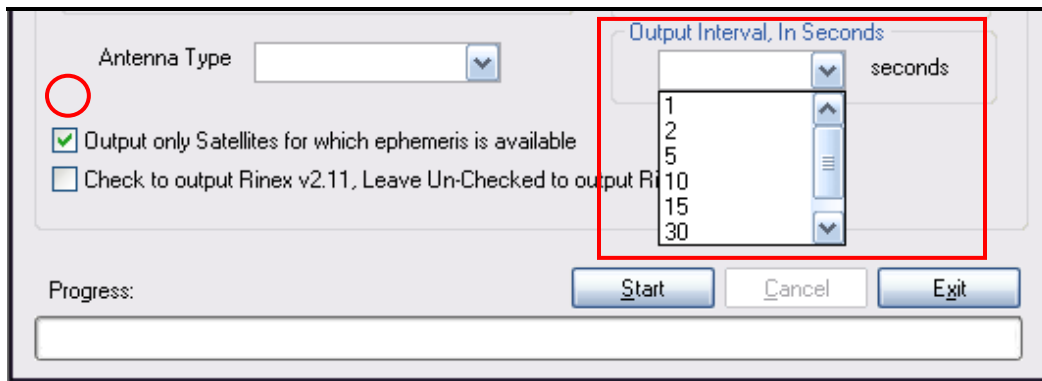 Output Interval, In Seconds
Antenna Type
seconds
1
2
5
10
15
30
Output only Satellites for which ephemeris is available
Check to output Rinex v2.11, Leave Un-Checked to output Ri
Progress:
Start
Cancel
Exit